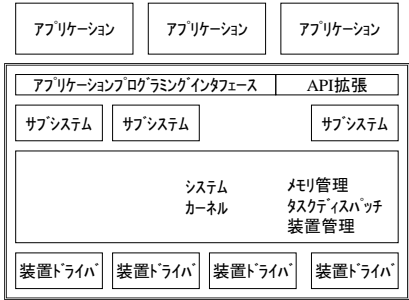 アプリケーション アプリケーション アプリケーション
アプリケーションプログラミングインタフェース API拡張
サブシステム サブシステム サブシステム
システム メモリ管理
カーネル タスクディスパッチ
装置管理
装置ドライバ 装置ドライバ 装置ドライバ 装置ドライバ